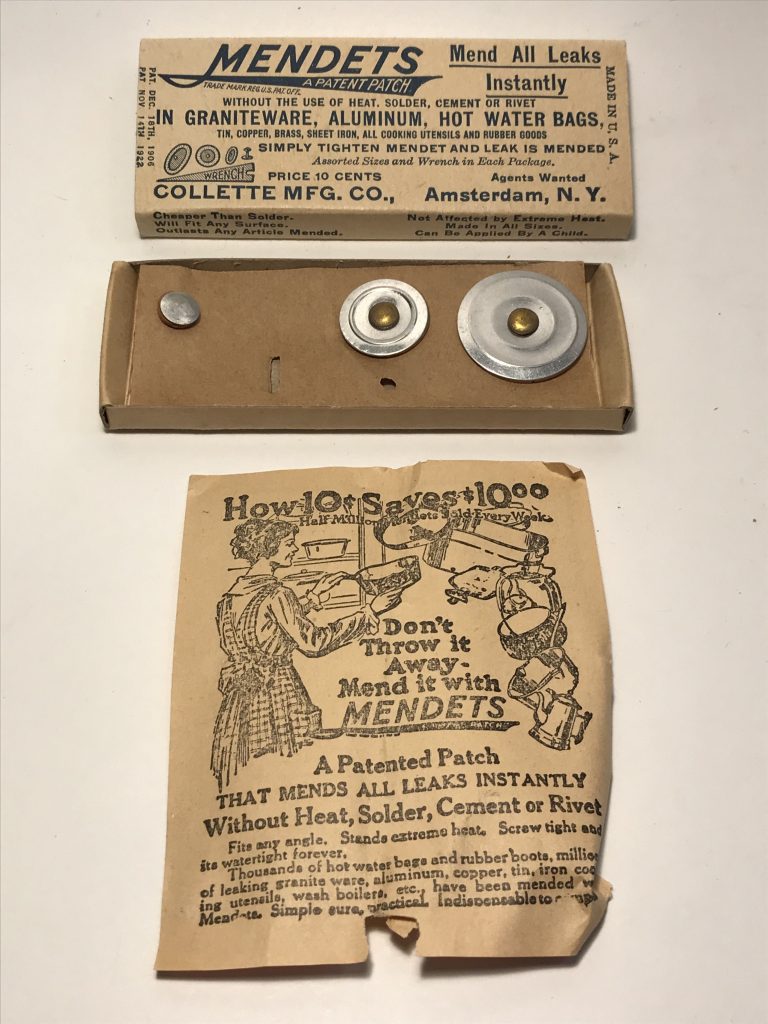 MENDETS
A PATENT PATCH
TRADE MARK REG. U.S. PAT. OFF.
Mend All Leaks
Instantly
PAT. DEC. 18TH, 1906
PAT. NOV. 14TH 1922
MADE IN U. S. A.
WITHOUT THE USE OF HEAT, SOLDER, CEMENT OR RIVET
IN GRANITEWARE, ALUMINUM, HOT WATER BAGS,
TIN, COPPER, BRASS, SHEET IRON, ALL COOKING UTENSILS AND RUBBER GOODS
SIMPLY TIGHTEN MENDET AND LEAK IS MENDED
Assorted Sizes and Wrench in Each Package.
WRENCH
PRICE 10 CENTS
Agents Wanted
COLLETTE MFG. CO., Amsterdam, N. Y.
Cheaper Than Solder.
Will Fit Any Surface.
Outlasts Any Article Mended.
Not Affected by Extreme Heat.
Made In All Sizes.
Can Be Applied By A Child.
How 10¢ Saves $10.00
Half Million Mendets Sold Every Week
Don't
Throw it
Away-
Mend it with
MENDETS
A Patented Patch
THAT MENDS ALL LEAKS INSTANTLY
Without Heat, Solder, Cement or Rivet
Fits any angle. Stands extreme heat. Screw tight and
its watertight forever.
Thousands of hot water bags and rubber boots, millio
of leaking granite ware, aluminum, copper, tin, iron coo
ing utensils, wash boilers, etc., have been mended w
Mendets. Simple sure, practical. Indispensable to